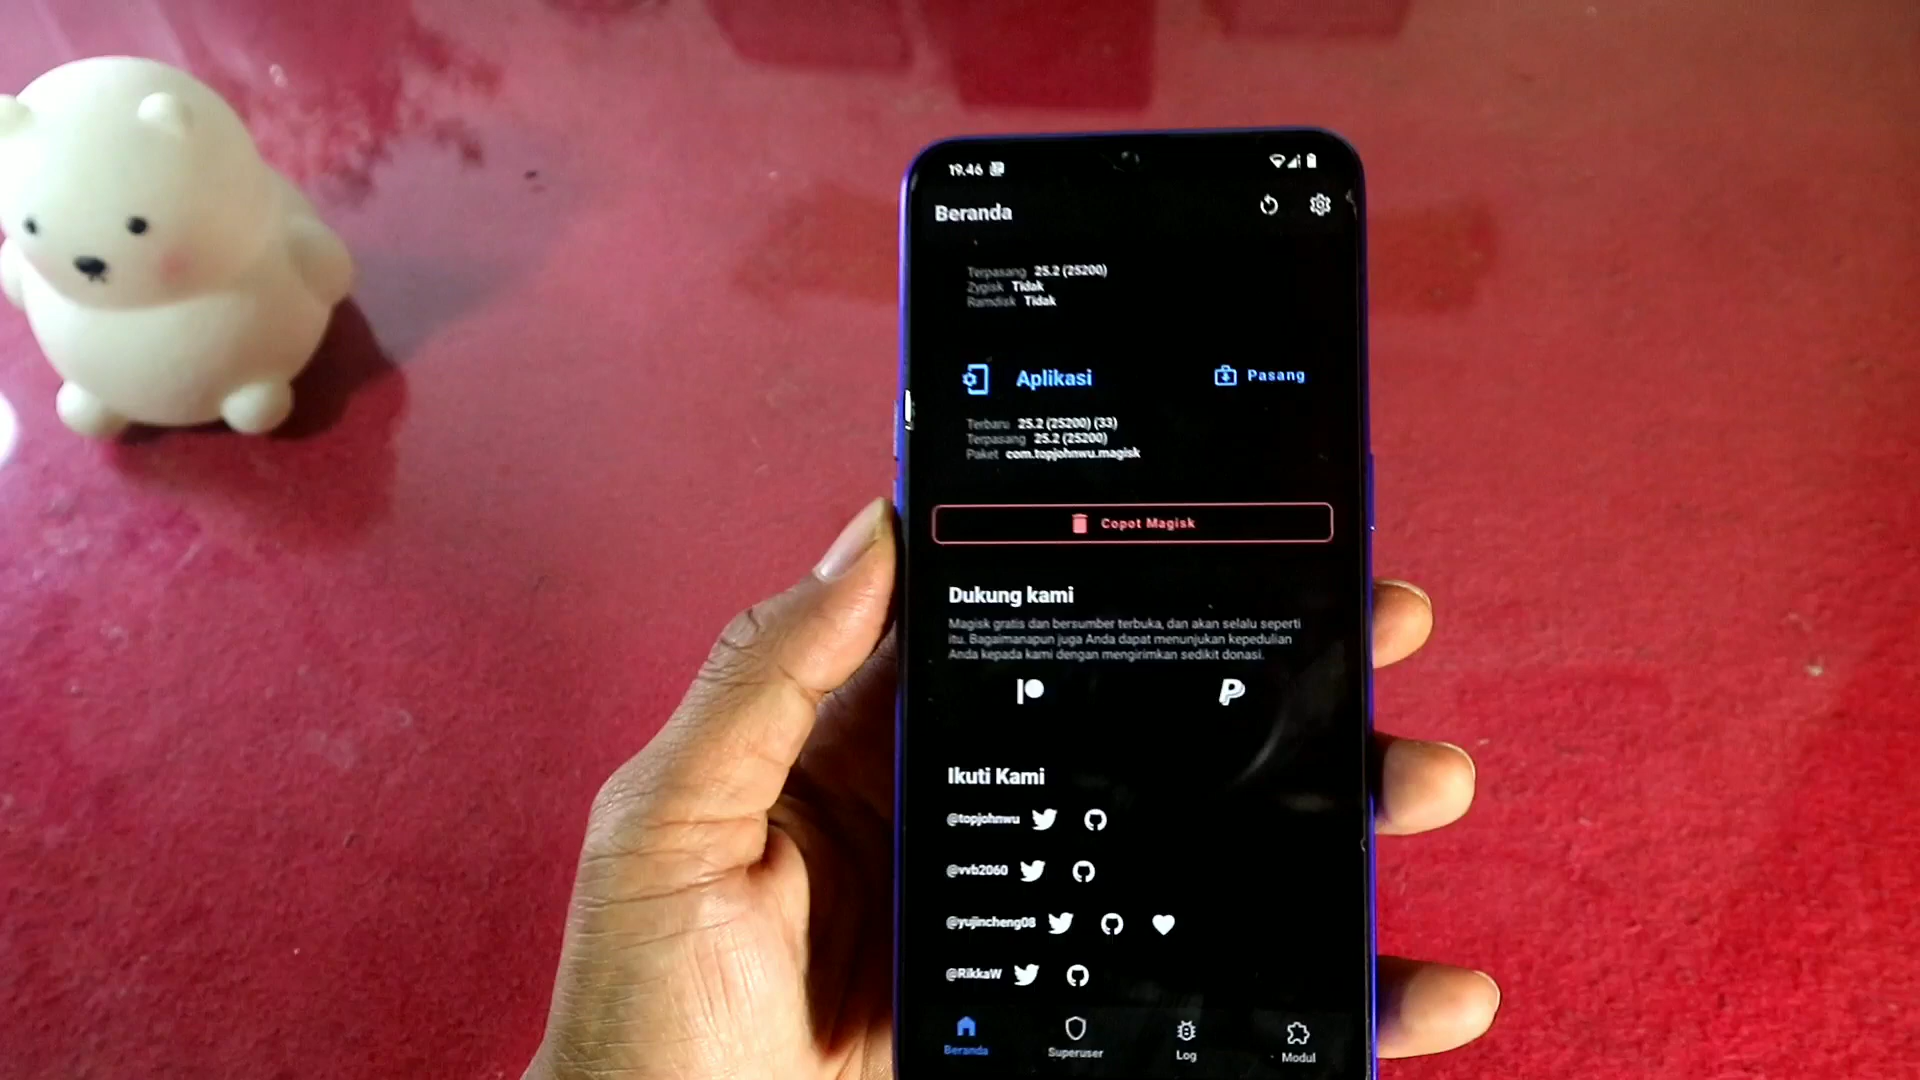 19.46
Beranda
Terpasang 25.2 (25200)
Zygisk Tidak
Ramdisk Tidak
Aplikasi
Pasang
Terbaru 25.2 (25200) (33)
Terpasang 25.2 (25200)
Paket com.topjohnwu.magisk
Copot Magisk
Dukung kami
Magisk gratis dan bersumber terbuka, dan akan selalu seperti
itu. Bagaimanapun juga Anda dapat menunjukan kepedulian
Anda kepada kami dengan mengirimkan sedikit donasi.
Ikuti Kami
@topjohnwu
@vvb2060
@yujincheng08
@RikkaW
Beranda
Superuser
Log
Modul